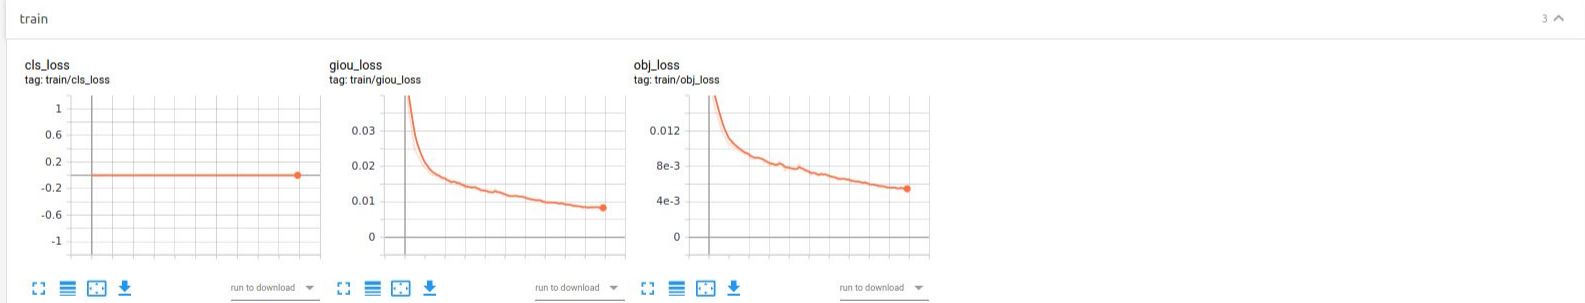 train
3
cls_loss
tag: train/cls_loss
1
0.6
0.2
-0.2
-0.6
-1
run to download
giou_loss
tag: train/giou_loss
0.03
0.02
0.01
0
run to download
obj_loss
tag: train/obj_loss
0.012
8e-3
4e-3
0
run to download